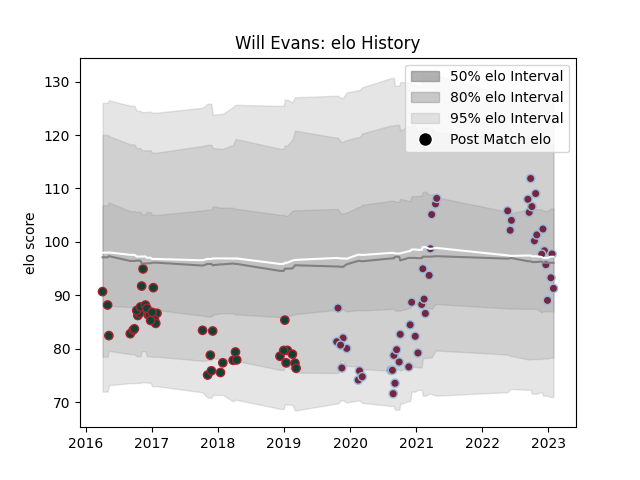 Will Evans: elo History
50% elo Interval
80% elo Interval
95% elo Interval
Post Match elo
elo score
130
120
110
100
90
80
70
2016 2017 2018 2019 2020 2021 2022 2023